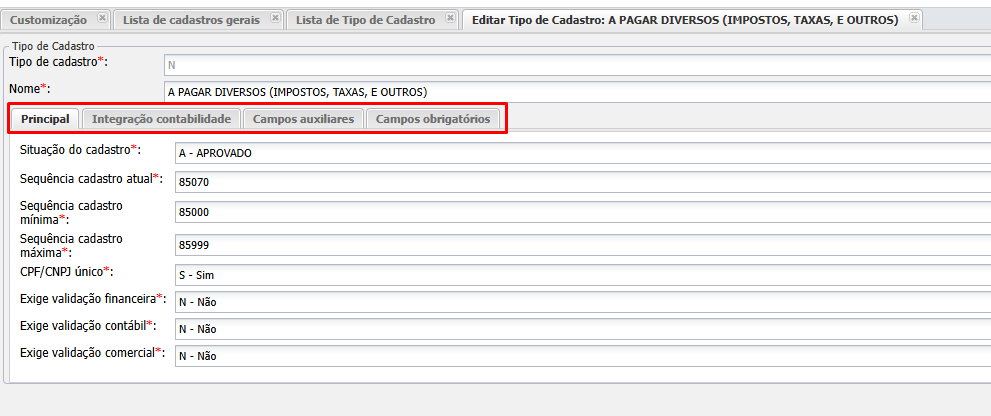 Customização Lista de cadastros gerais Lista de Tipo de Cadastro Editar Tipo de Cadastro: A PAGAR DIVERSOS (IMPOSTOS, TAXAS, E OUTROS)
Tipo de Cadastro
Tipo de cadastro*: N
Nome*: A PAGAR DIVERSOS (IMPOSTOS, TAXAS, E OUTROS)
Principal Integração contabilidade Campos auxiliares Campos obrigatórios
Situação do cadastro*: A - APROVADO
Sequência cadastro atual*: 85070
Sequência cadastro
mínima*: 85000
Sequência cadastro
máxima*: 85999
CPF/CNPJ único*: S - Sim
Exige validação financeira*: N - Não
Exige validação contábil*: N - Não
Exige validação comercial*: N - Não